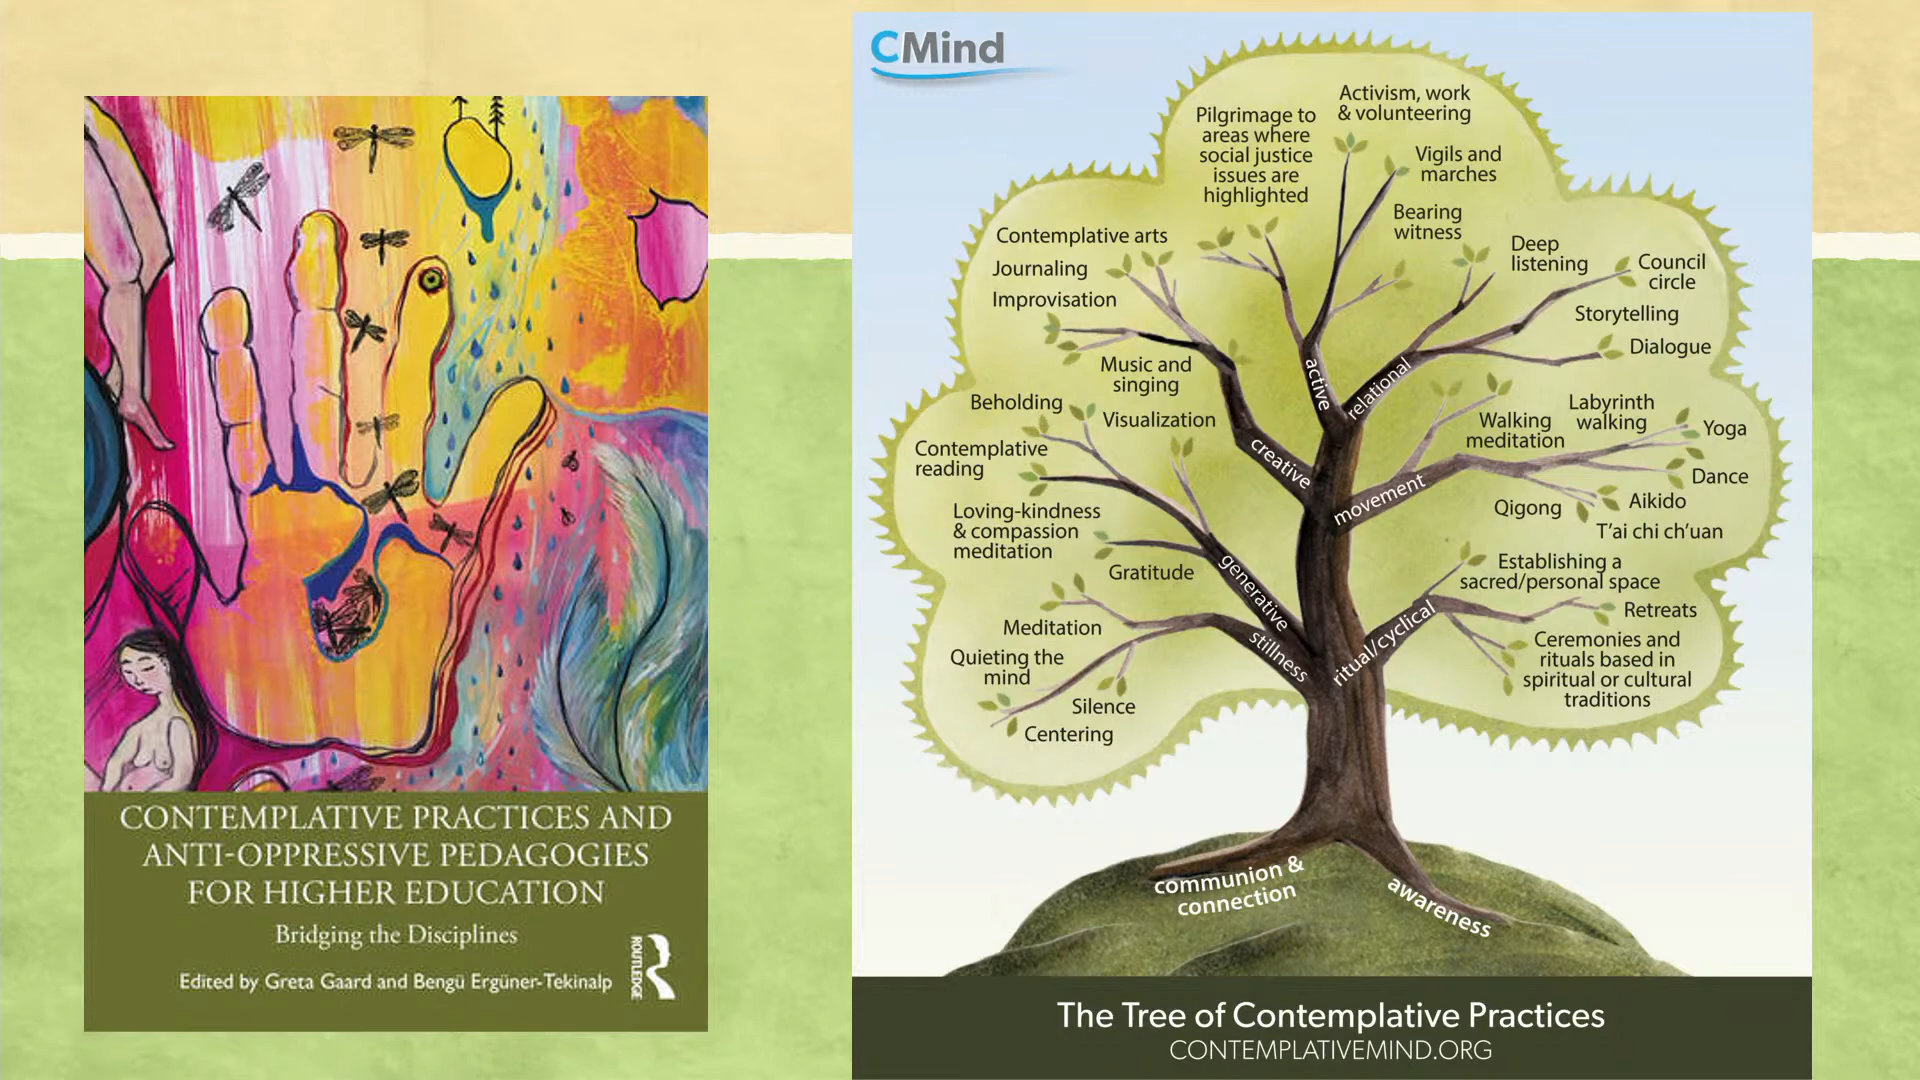 CONTEMPLATIVE PRACTICES AND
ANTI-OPPRESSIVE PEDAGOGIES
FOR HIGHER EDUCATION
Bridging the Disciplines
Edited by Greta Gaard and Bengü Ergüner-Tekinalp
ROUTLEDGE
CMind
Activism, work
& volunteering
Pilgrimage to
areas where
social justice
issues are
highlighted
Vigils and
marches
Bearing
witness
Deep
listening
Council
circle
Storytelling
Dialogue
Contemplative arts
Journaling
Improvisation
Music and
singing
active
relational
Beholding
Visualization
Contemplative
reading
creative
movement
Walking
meditation
Labyrinth
walking
Yoga
Dance
Qigong
Aikido
T'ai chi ch'uan
Loving-kindness
& compassion
meditation
Gratitude
generative
Establishing a
sacred/personal space
Retreats
Ceremonies and
rituals based in
spiritual or cultural
traditions
Meditation
Quieting the
mind
Silence
Centering
stillness
ritual/cyclical
communion &
connection
awareness
The Tree of Contemplative Practices
CONTEMPLATIVEMIND.ORG